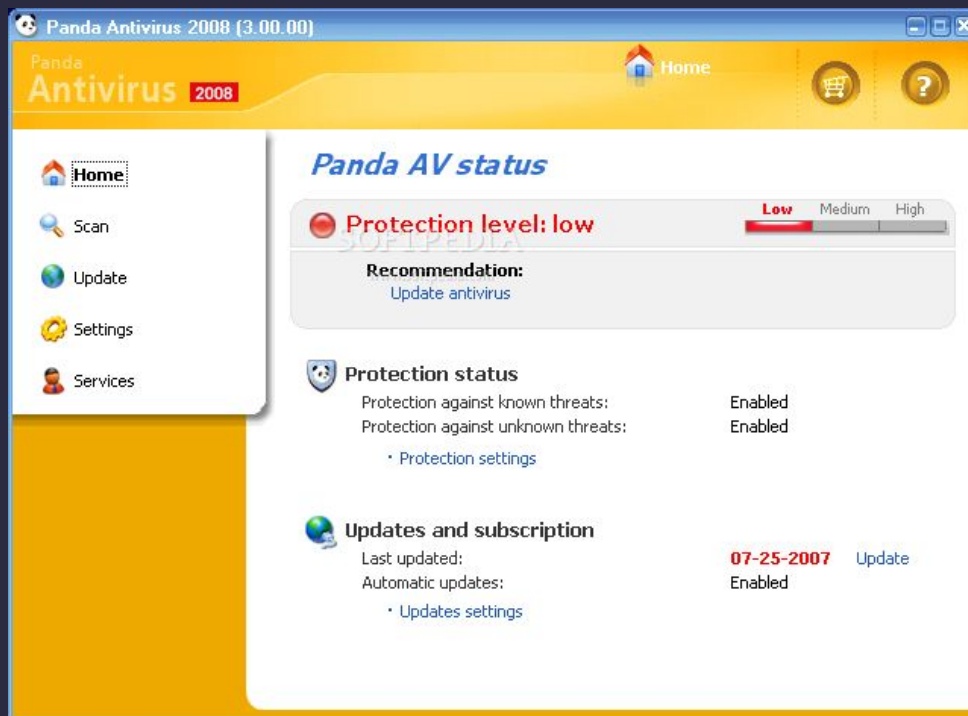 Panda Antivirus 2008 (3.00.00)
Panda
Antivirus 2008
Home
?
Home
Scan
Update
Settings
Services
Panda AV status
Protection level: low
Low Medium High
SOFTPEDIA
Recommendation:
Update antivirus
Protection status
Protection against known threats: Enabled
Protection against unknown threats: Enabled
· Protection settings
Updates and subscription
Last updated: 07-25-2007 Update
Automatic updates: Enabled
· Updates settings